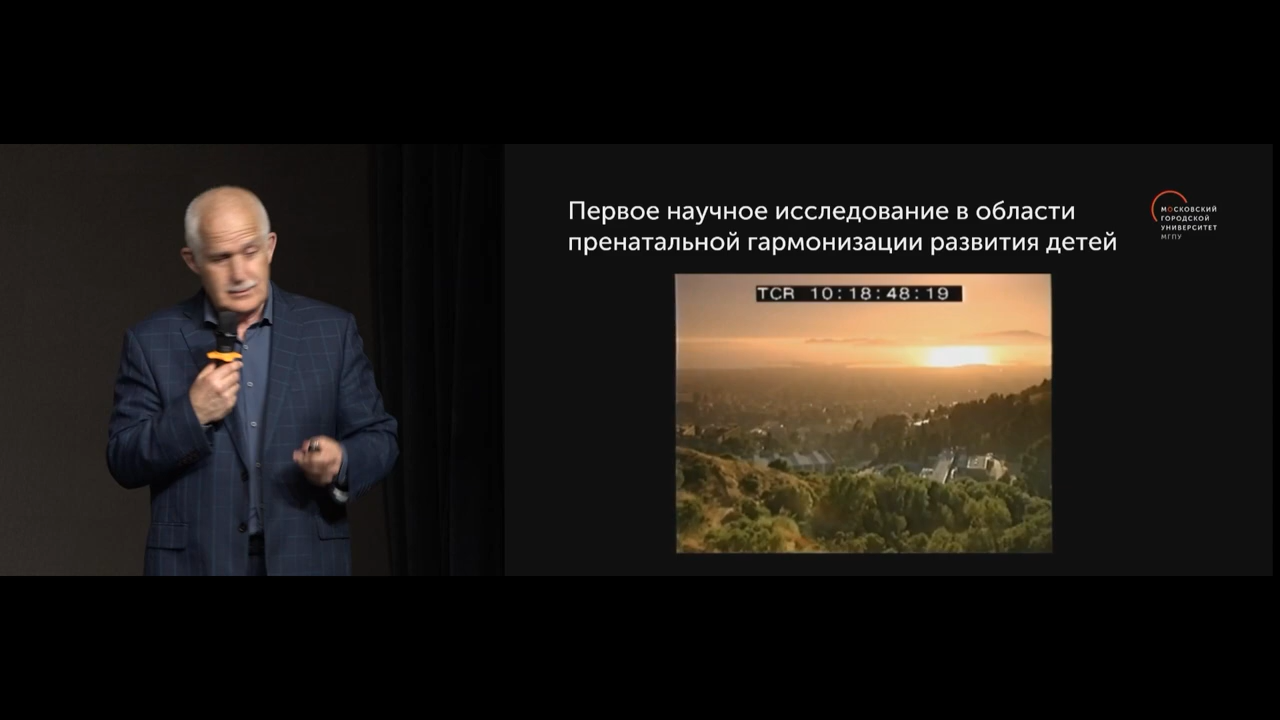 Первое научное исследование в области
пренатальной гармонизации развития детей
МОСКОВСКИЙ
ГОРОДСКОЙ
УНИВЕРСИТЕТ
МГПУ
TCR 10:18:48:19